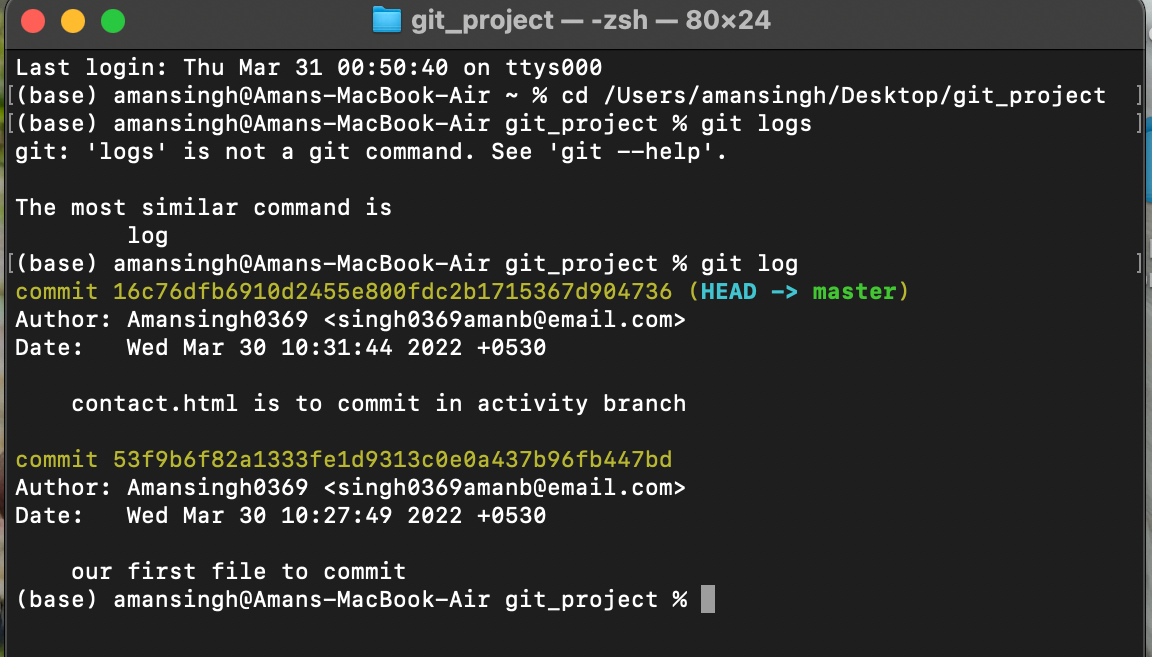 git_project — -zsh — 80×24
Last login: Thu Mar 31 00:50:40 on ttys000
[(base) amansingh@Amans-MacBook-Air ~ % cd /Users/amansingh/Desktop/git_project ]
[(base) amansingh@Amans-MacBook-Air git_project % git logs ]
git: 'logs' is not a git command. See 'git --help'.
The most similar command is
log
[(base) amansingh@Amans-MacBook-Air git_project % git log ]
commit 16c76dfb6910d2455e800fdc2b1715367d904736 (HEAD -> master)
Author: Amansingh0369 <singh0369amanb@email.com>
Date: Wed Mar 30 10:31:44 2022 +0530
contact.html is to commit in activity branch
commit 53f9b6f82a1333fe1d9313c0e0a437b96fb447bd
Author: Amansingh0369 <singh0369amanb@email.com>
Date: Wed Mar 30 10:27:49 2022 +0530
our first file to commit
(base) amansingh@Amans-MacBook-Air git_project %